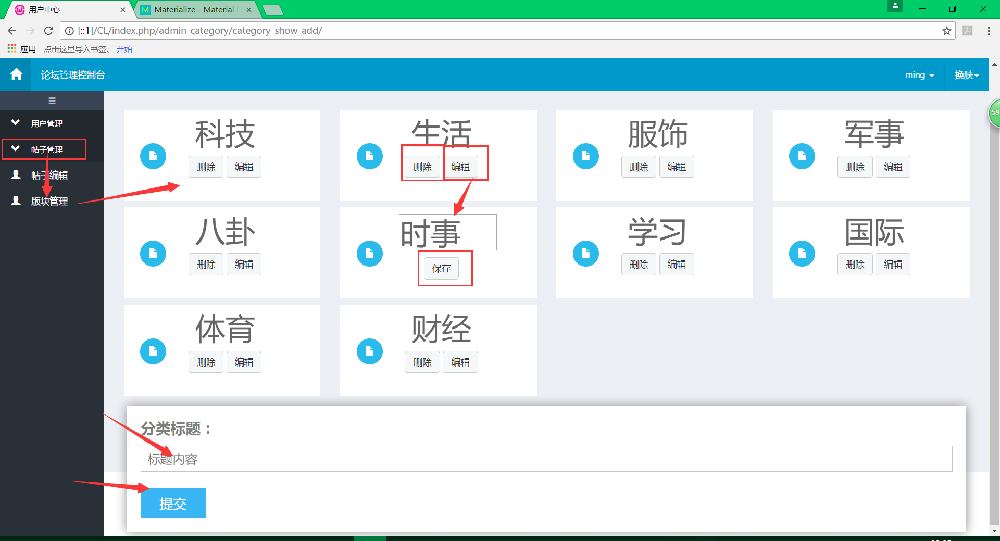 用户中心
Materialize - Material D
[::1]/CL/index.php/admin_category/category_show_add/
应用 点击这里导入书签。 开始
论坛管理控制台
ming
换肤
用户管理
帖子管理
帖子编辑
版块管理
科技
删除 编辑
生活
删除 编辑
服饰
删除 编辑
军事
删除 编辑
八卦
删除 编辑
时事
保存
学习
删除 编辑
国际
删除 编辑
体育
删除 编辑
财经
删除 编辑
59
分类标题：
标题内容
提交